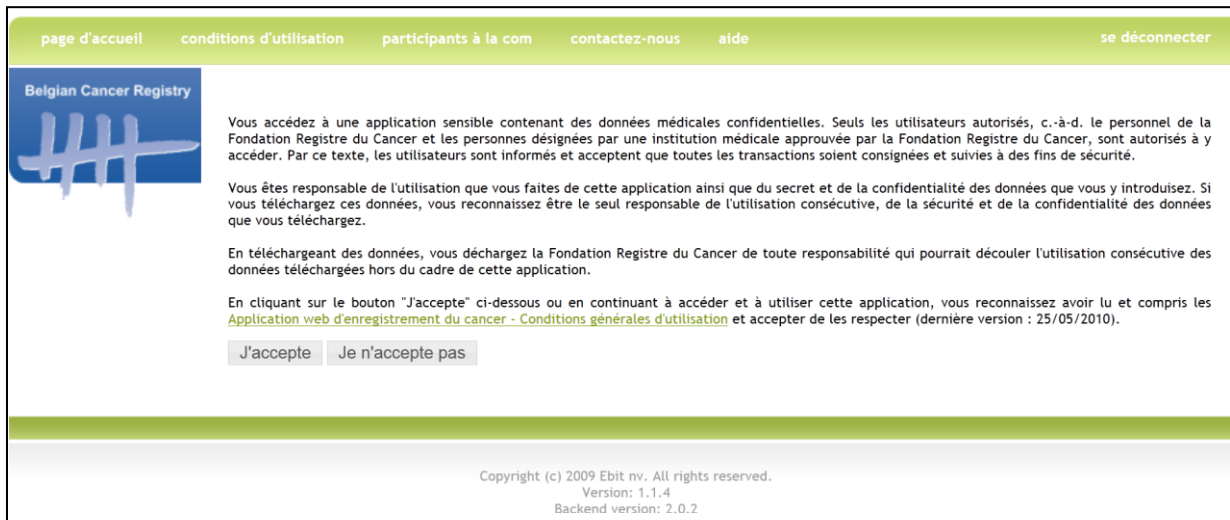 page d'accueil conditions d'utilisation participants à la com contactez-nous aide se déconnecter
Belgian Cancer Registry
Vous accédez à une application sensible contenant des données médicales confidentielles. Seuls les utilisateurs autorisés, c.-à-d. le personnel de la
Fondation Registre du Cancer et les personnes désignées par une institution médicale approuvée par la Fondation Registre du Cancer, sont autorisés à y
accéder. Par ce texte, les utilisateurs sont informés et acceptent que toutes les transactions soient consignées et suivies à des fins de sécurité.
Vous êtes responsable de l'utilisation que vous faites de cette application ainsi que du secret et de la confidentialité des données que vous y introduisez. Si
vous téléchargez ces données, vous reconnaissez être le seul responsable de l'utilisation consécutive, de la sécurité et de la confidentialité des données
que vous téléchargez.
En téléchargeant des données, vous déchargez la Fondation Registre du Cancer de toute responsabilité qui pourrait découler l'utilisation consécutive des
données téléchargées hors du cadre de cette application.
En cliquant sur le bouton "J'accepte" ci-dessous ou en continuant à accéder et à utiliser cette application, vous reconnaissez avoir lu et compris les
Application web d'enregistrement du cancer - Conditions générales d'utilisation et accepter de les respecter (dernière version : 25/05/2010).
J'accepte Je n'accepte pas
Copyright (c) 2009 Ebit nv. All rights reserved.
Version: 1.1.4
Backend version: 2.0.2